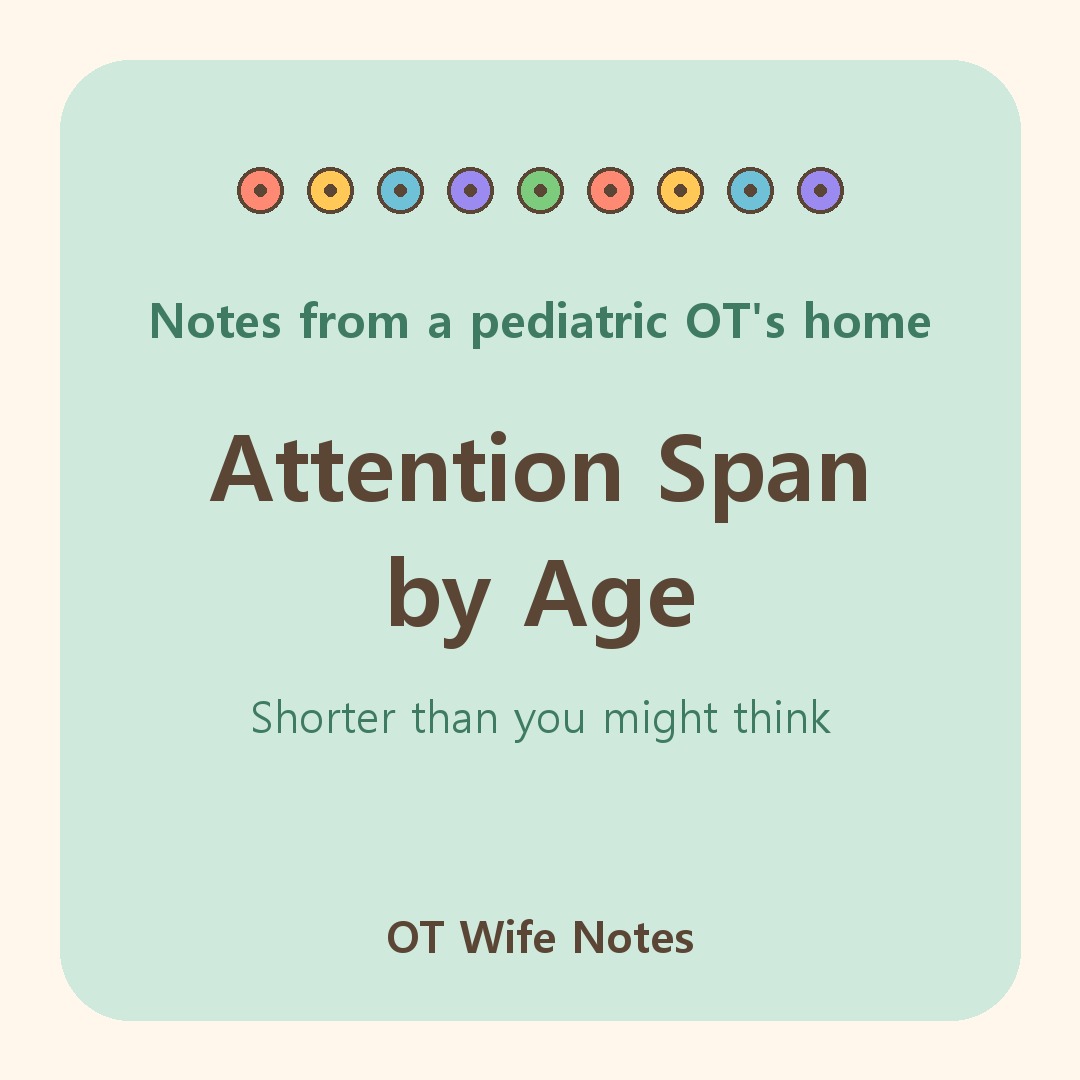 Notes from a pediatric OT's home
Attention Span
by Age
Shorter than you might think
OT Wife Notes